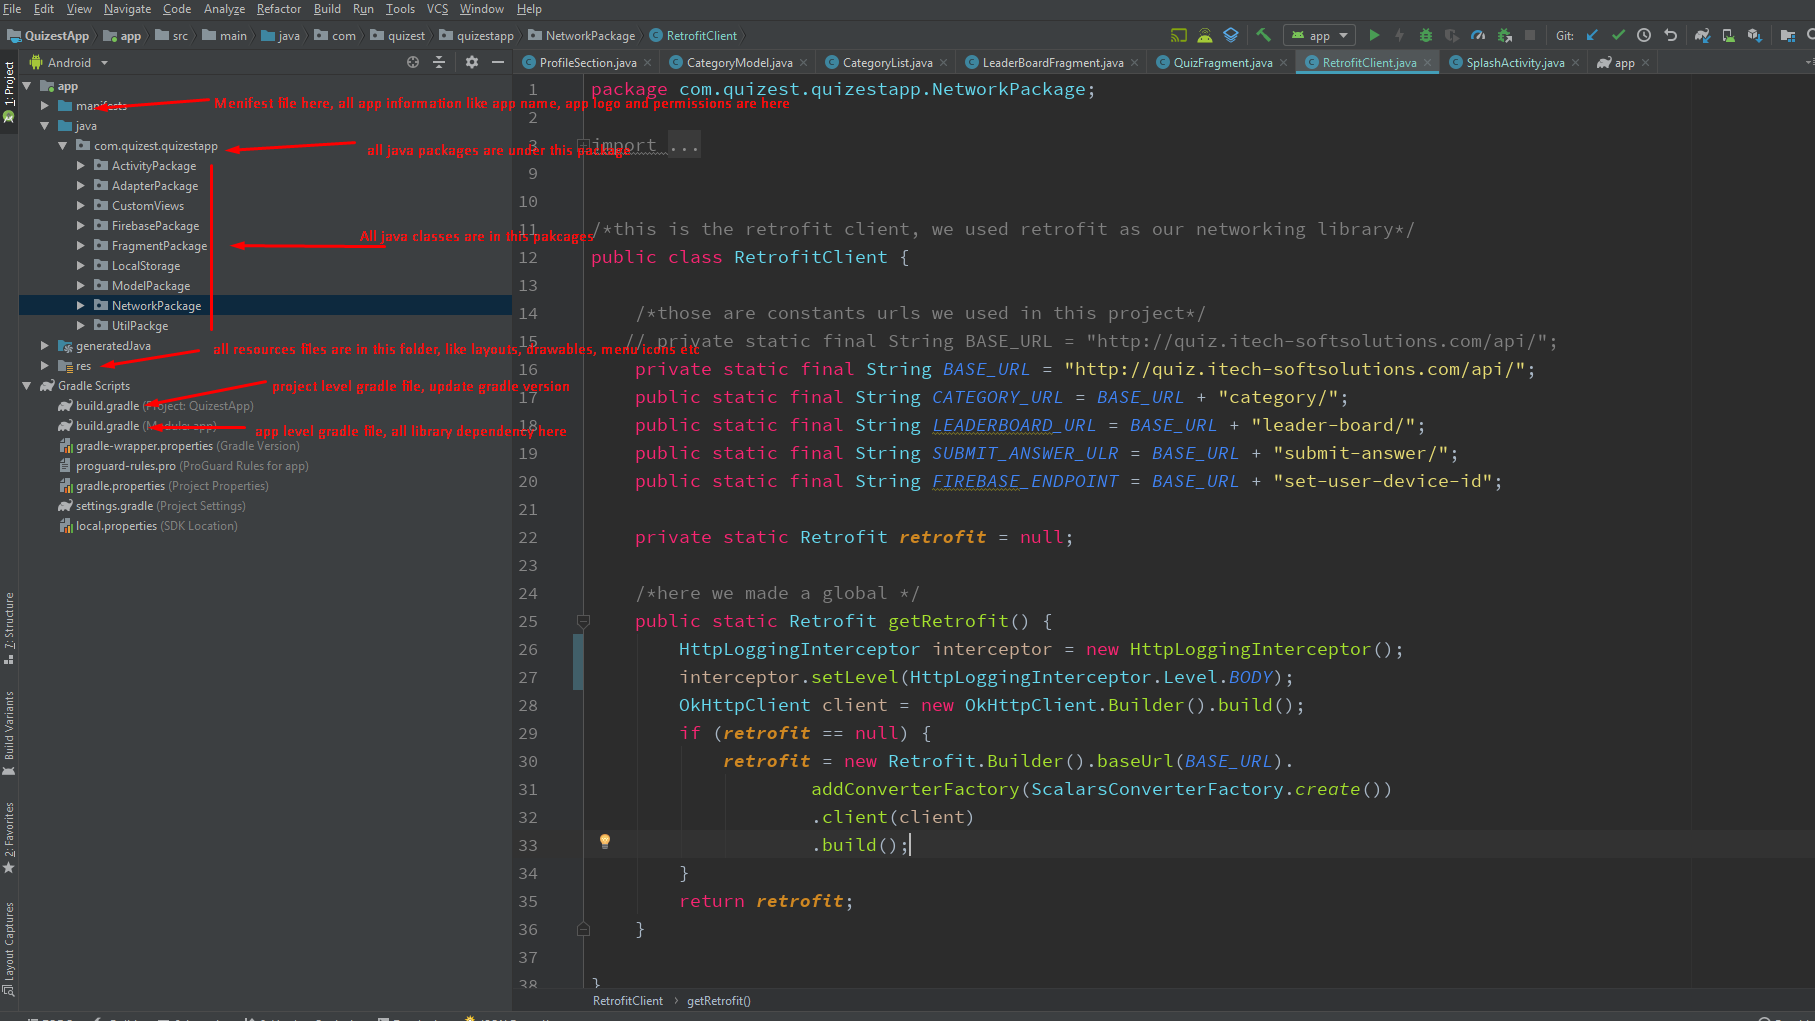 File Edit View Navigate Code Analyze Refactor Build Run Tools VCS Window Help
QuizestApp app src main java com quizest quizestapp NetworkPackage RetrofitClient app Git:
Android
ProfileSection.java CategoryModel.java CategoryList.java LeaderBoardFragment.java QuizFragment.java RetrofitClient.java SplashActivity.java app
1: Project
7: Structure
Build Variants
2: Favorites
Layout Captures
app
manifests
Menifest file here, all app information like app name, app logo and permissions are here
java
com.quizest.quizestapp
all java packages are under this package
ActivityPackage
AdapterPackage
CustomViews
FirebasePackage
All java classes are in this pakcages
FragmentPackage
LocalStorage
ModelPackage
NetworkPackage
UtilPackge
generatedJava
all resources files are in this folder, like layouts, drawables, menu icons etc
res
Gradle Scripts
project level gradle file, update gradle version
build.gradle (Project: QuizestApp)
build.gradle (Module: app)
app level gradle file, all library dependency here
gradle-wrapper.properties (Gradle Version)
proguard-rules.pro (ProGuard Rules for app)
gradle.properties (Project Properties)
settings.gradle (Project Settings)
local.properties (SDK Location)
1 package com.quizest.quizestapp.NetworkPackage;
2
3 import ...
9
10
11 /*this is the retrofit client, we used retrofit as our networking library*/
12 public class RetrofitClient {
13
14 /*those are constants urls we used in this project*/
15 // private static final String BASE_URL = "http://quiz.itech-softsolutions.com/api/";
16 private static final String BASE_URL = "http://quiz.itech-softsolutions.com/api/";
17 public static final String CATEGORY_URL = BASE_URL + "category/";
18 public static final String LEADERBOARD_URL = BASE_URL + "leader-board/";
19 public static final String SUBMIT_ANSWER_ULR = BASE_URL + "submit-answer/";
20 public static final String FIREBASE_ENDPOINT = BASE_URL + "set-user-device-id";
21
22 private static Retrofit retrofit = null;
23
24 /*here we made a global */
25 public static Retrofit getRetrofit() {
26 HttpLoggingInterceptor interceptor = new HttpLoggingInterceptor();
27 interceptor.setLevel(HttpLoggingInterceptor.Level.BODY);
28 OkHttpClient client = new OkHttpClient.Builder().build();
29 if (retrofit == null) {
30 retrofit = new Retrofit.Builder().baseUrl(BASE_URL).
31 addConverterFactory(ScalarsConverterFactory.create())
32 .client(client)
33 .build();
34 }
35 return retrofit;
36 }
37
38 }
RetrofitClient getRetrofit()